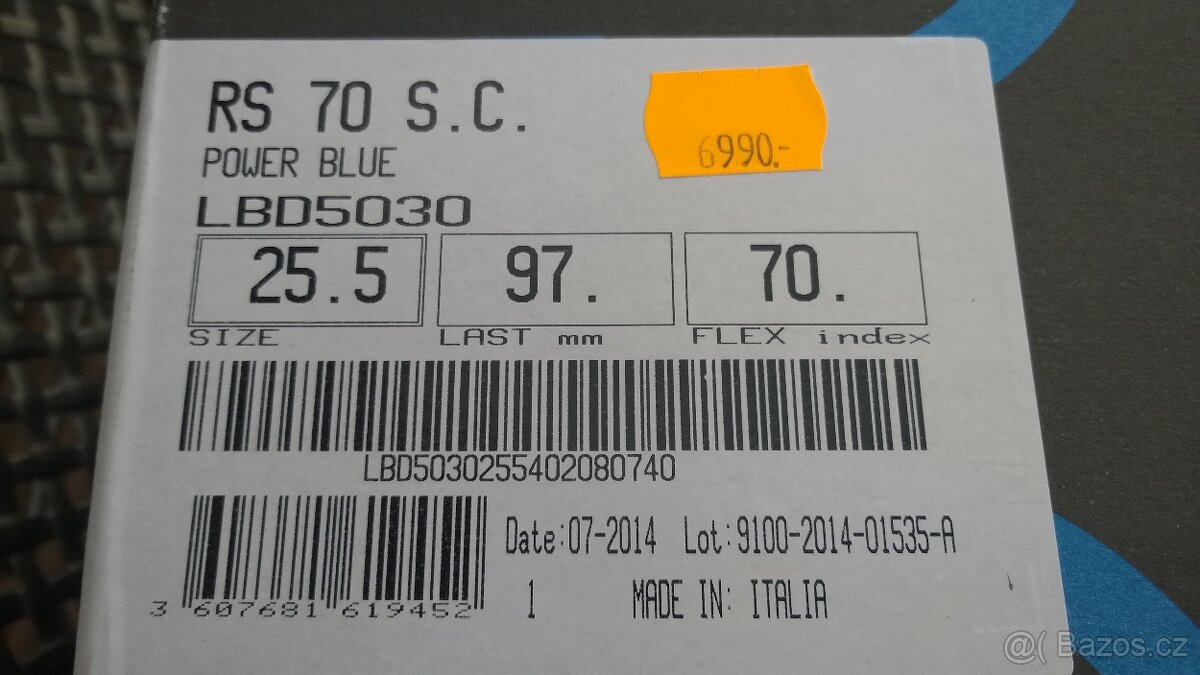 RS 70 S.C.
6990.-
POWER BLUE
LBD5030
25.5 97. 70.
SIZE LAST mm FLEX index
LBD5030255402080740
Date:07-2014 Lot:9100-2014-01535-A
3 607681 619452 1 MADE IN: ITALIA
@( Bazos.cz